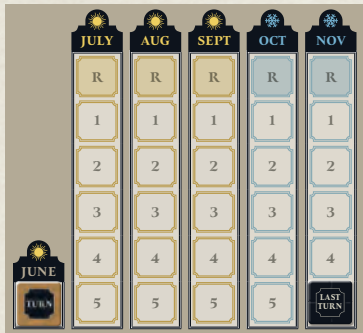 JULY AUG SEPT OCT NOV
R R R R R
1 1 1 1 1
2 2 2 2 2
3 3 3 3 3
JUNE 4 4 4 4 4
TURN 5 5 5 5 LAST TURN